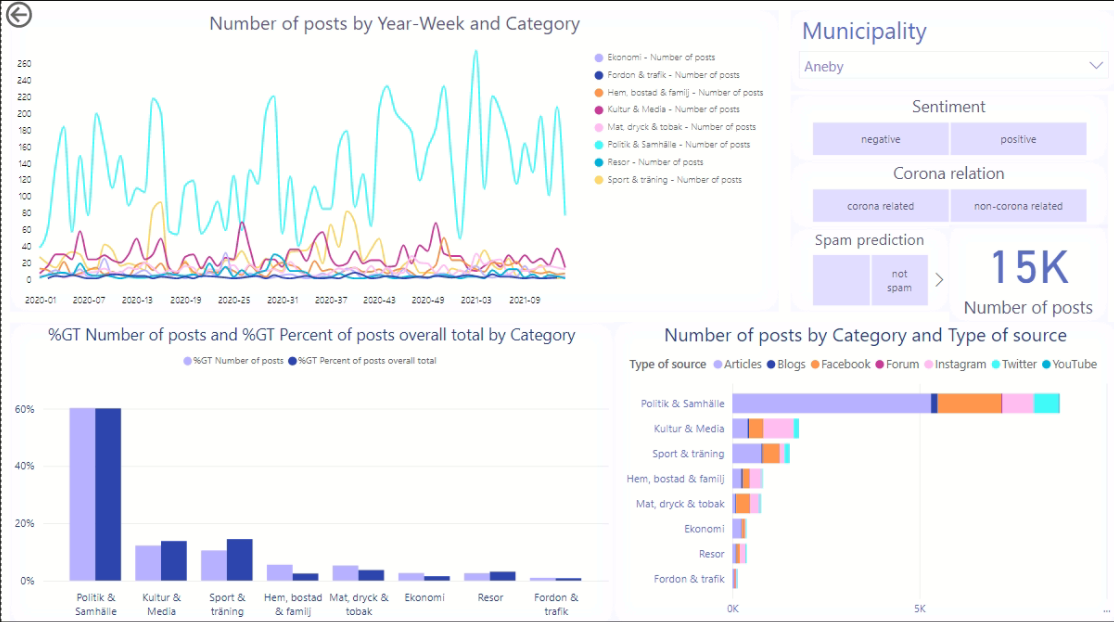 Number of posts by Year-Week and Category
260
240
220
200
180
160
140
120
100
80
60
40
20
0
2020-01 2020-07 2020-13 2020-19 2020-25 2020-31 2020-37 2020-43 2020-49 2021-03 2021-09
Ekonomi - Number of posts
Fordon & trafik - Number of posts
Hem, bostad & familj - Number of posts
Kultur & Media - Number of posts
Mat, dryck & tobak - Number of posts
Politik & Samhälle - Number of posts
Resor - Number of posts
Sport & träning - Number of posts
Municipality
Aneby
Sentiment
negative positive
Corona relation
corona related non-corona related
Spam prediction
not
spam
15K
Number of posts
%GT Number of posts and %GT Percent of posts overall total by Category
%GT Number of posts %GT Percent of posts overall total
60%
40%
20%
0%
Politik &
Samhälle
Kultur &
Media
Sport &
träning
Hem, bostad
& familj
Mat, dryck &
tobak
Ekonomi
Resor
Fordon &
trafik
Number of posts by Category and Type of source
Type of source Articles Blogs Facebook Forum Instagram Twitter YouTube
Politik & Samhälle
Kultur & Media
Sport & träning
Hem, bostad & familj
Mat, dryck & tobak
Ekonomi
Resor
Fordon & trafik
0K 5K ...